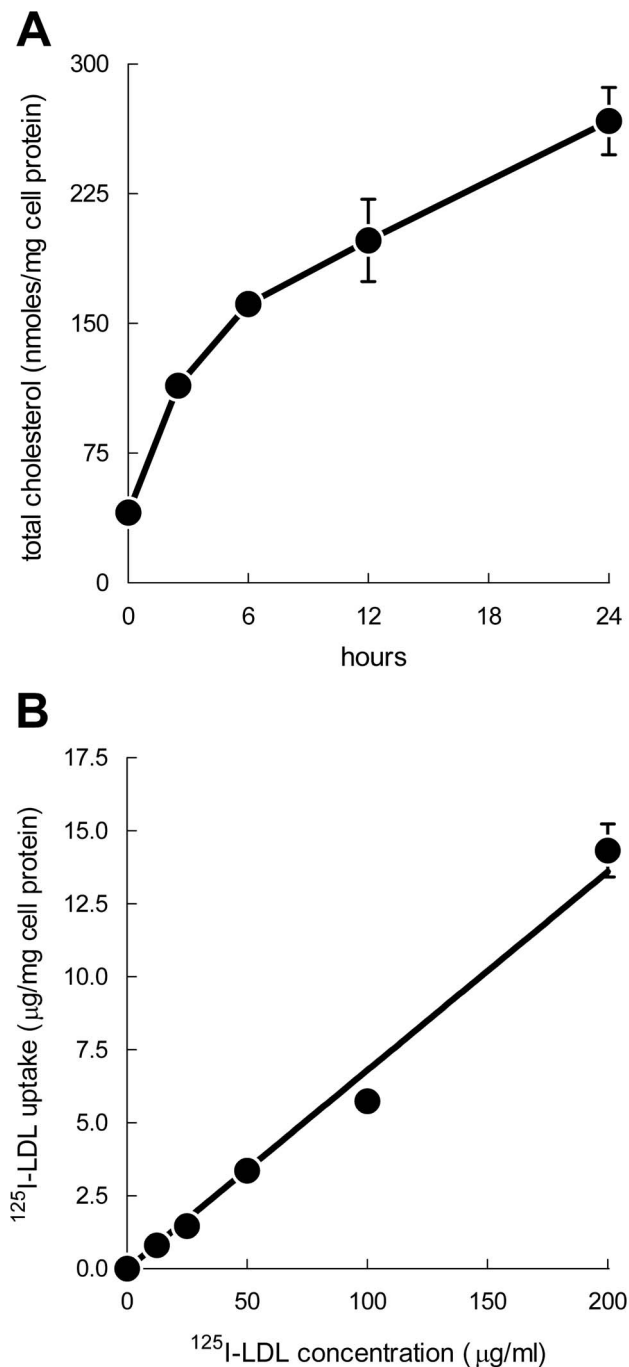 A
total cholesterol (nmoles/mg cell protein)
300
225
150
75
0
0 6 12 18 24
hours
B
¹²⁵I-LDL uptake (μg/mg cell protein)
17.5
15.0
12.5
10.0
7.5
5.0
2.5
0.0
0 50 100 150 200
¹²⁵I-LDL concentration (μg/ml)